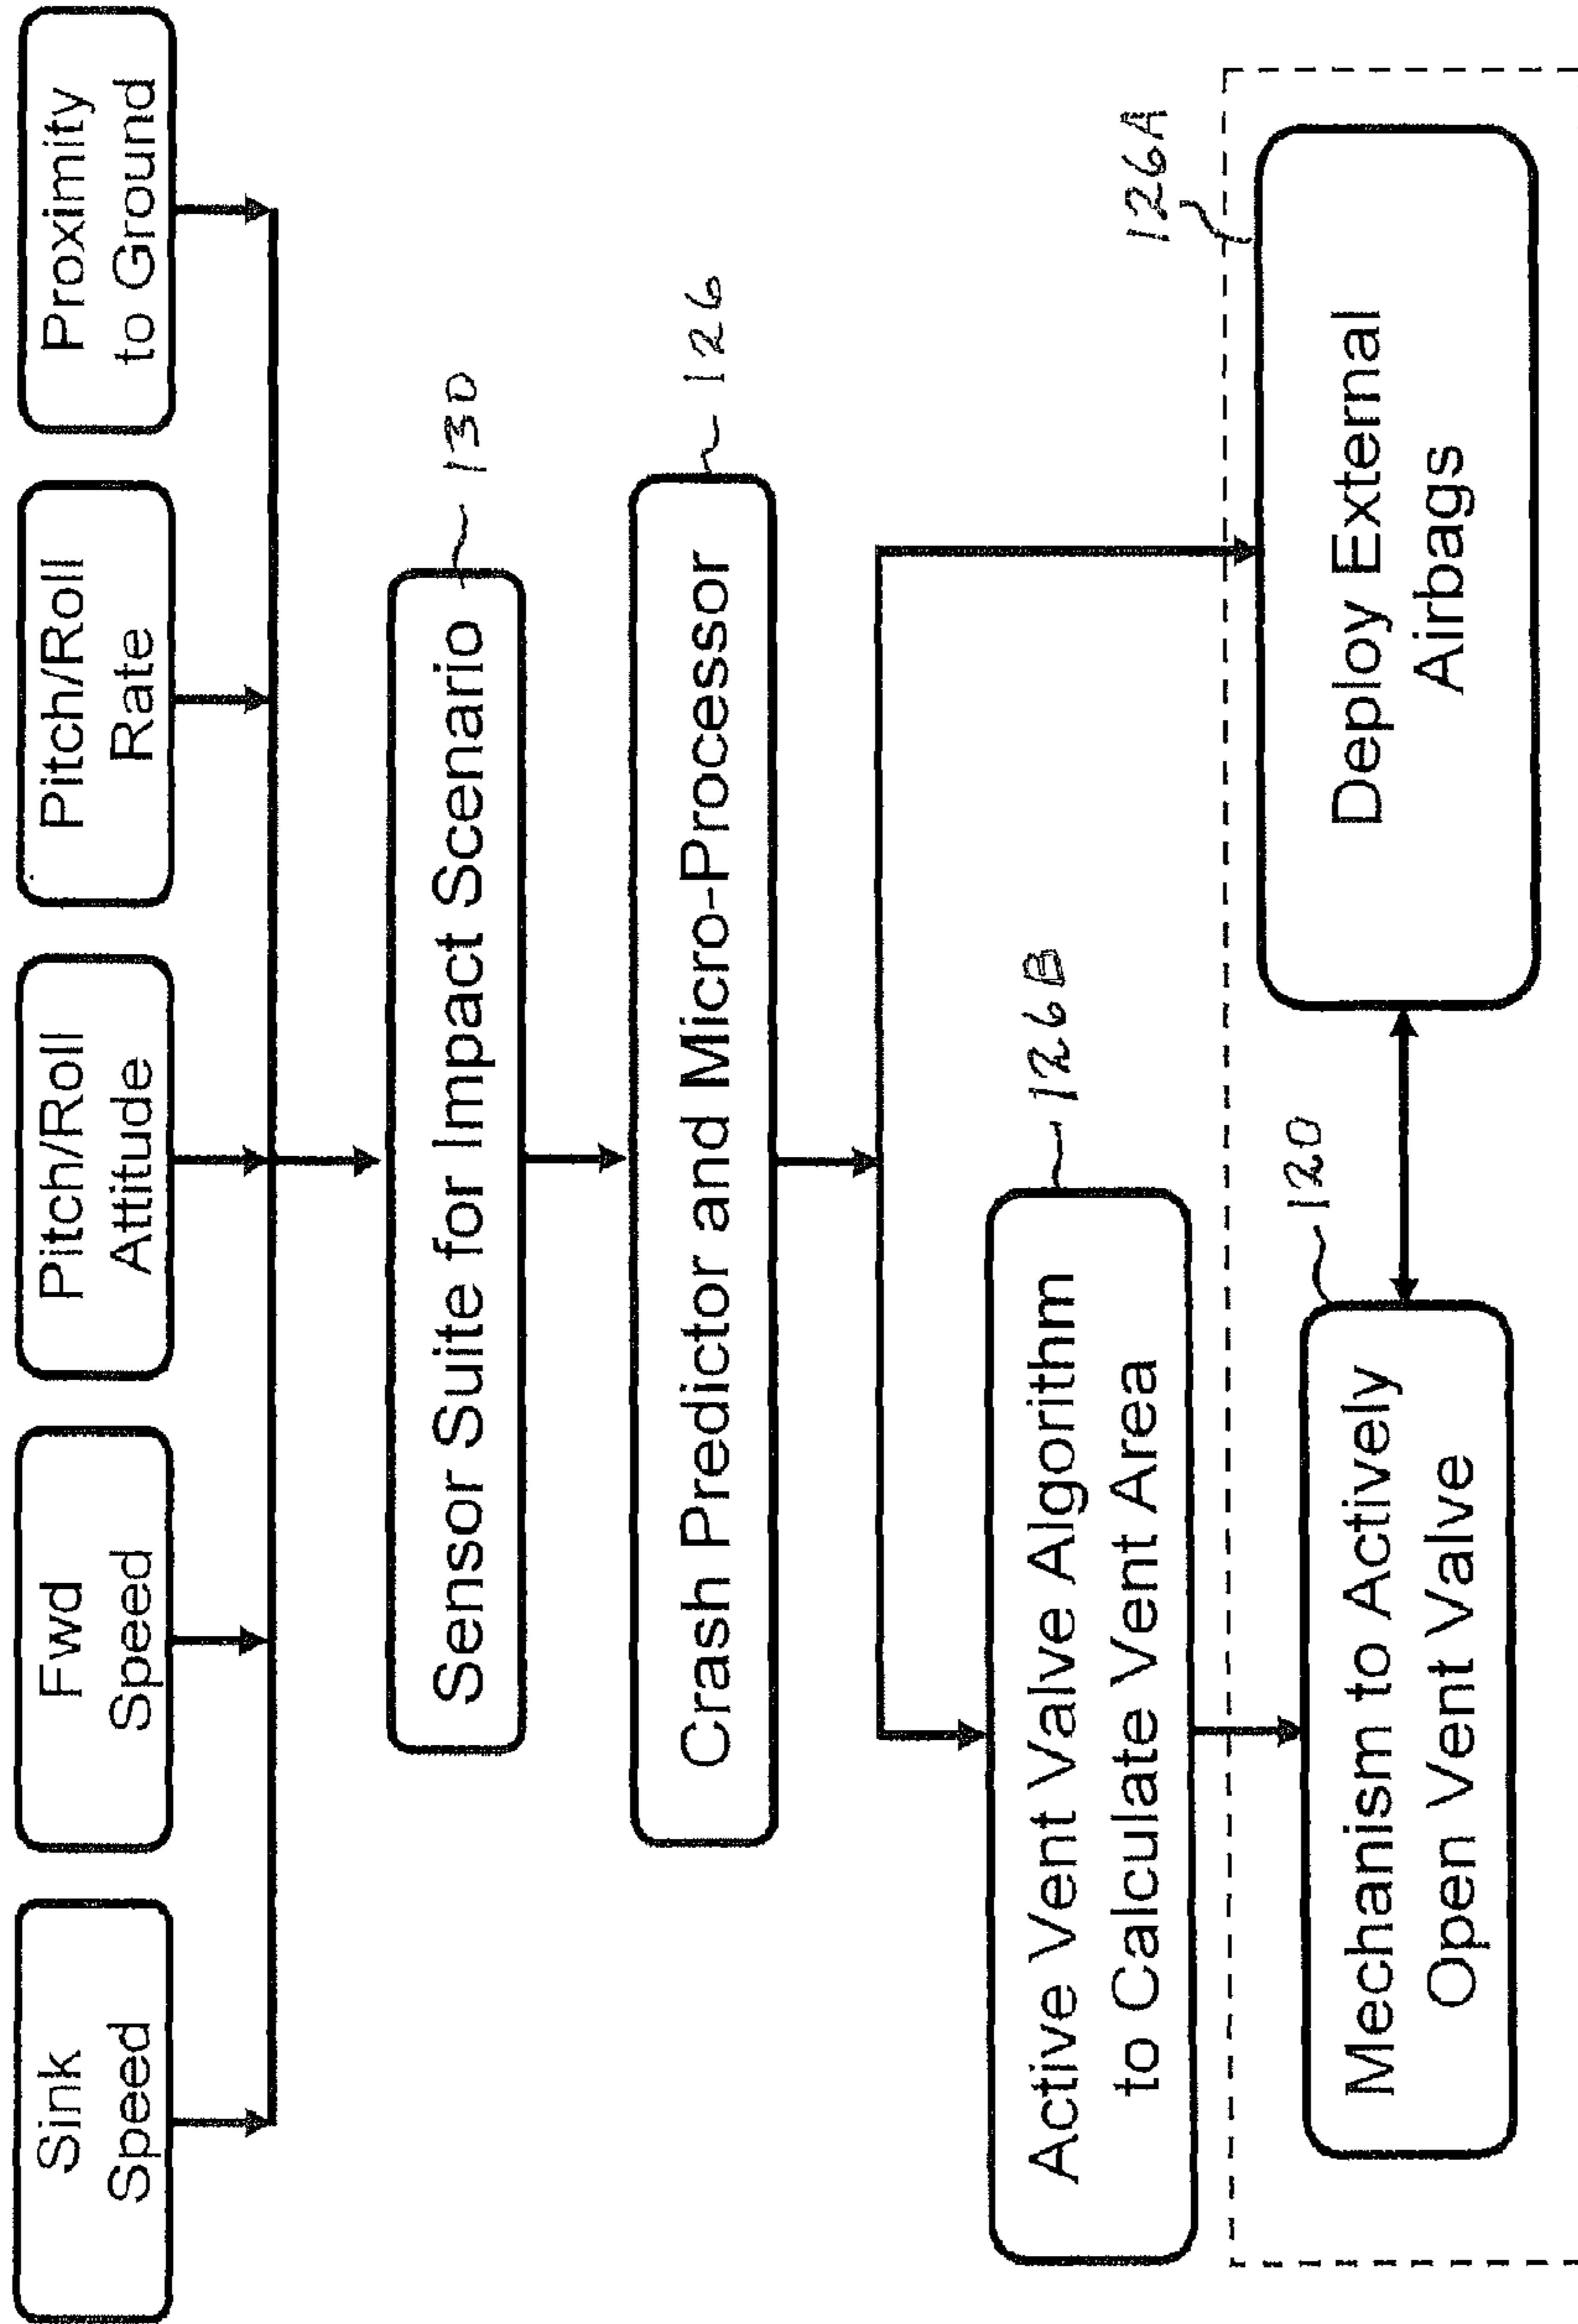 Sink
Speed
Fwd
Speed
Pitch/Roll
Attitude
Pitch/Roll
Rate
Proximity
to Ground
Sensor Suite for Impact Scenario
130
Crash Predictor and Micro-Processor
126
Active Vent Valve Algorithm
to Calculate Vent Area
126B
126A
Mechanism to Actively
Open Vent Valve
120
Deploy External
Airbags